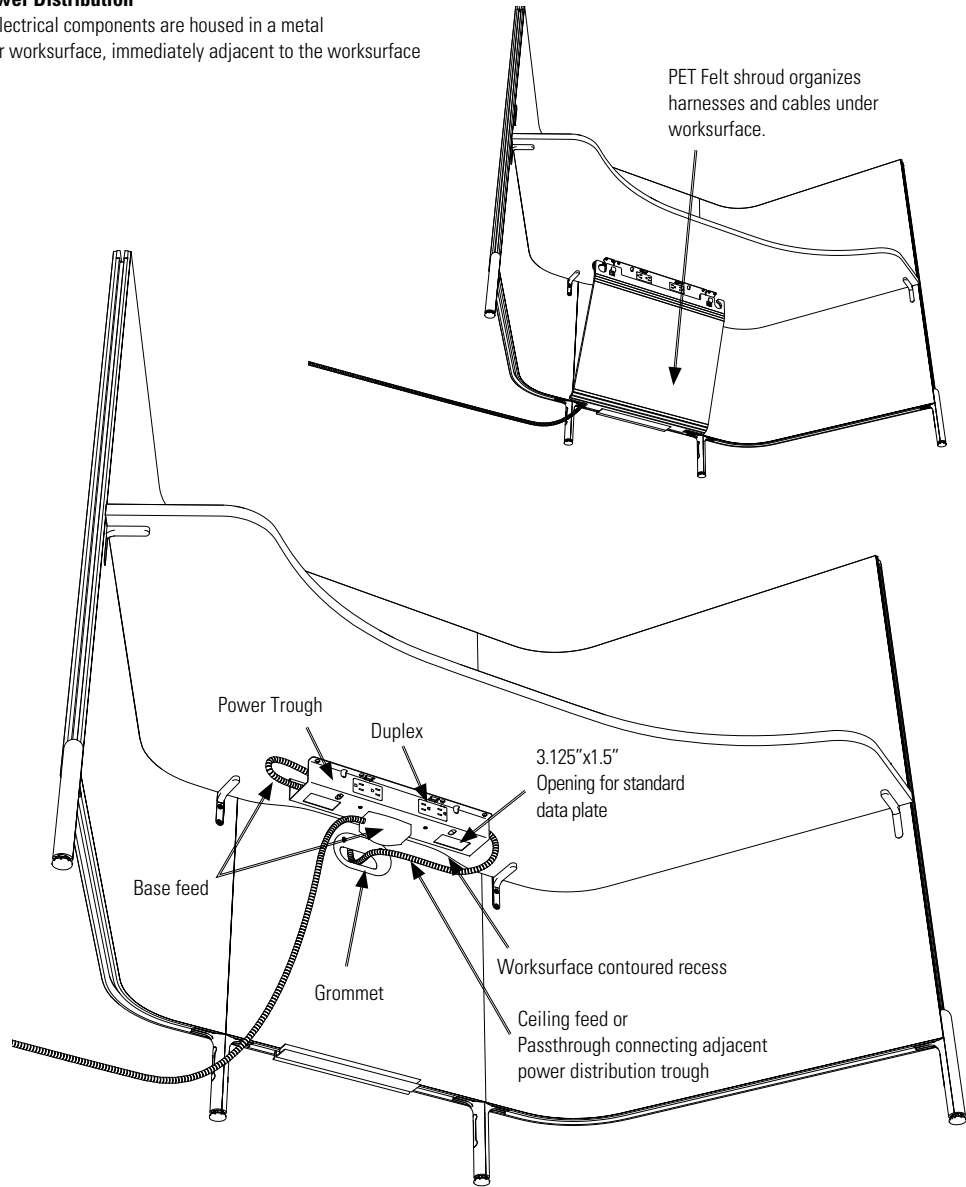 Distribution
electrical components are housed in a metal
worksurface, immediately adjacent to the worksurface
PET Felt shroud organizes
harnesses and cables under
worksurface.
Power Trough
Duplex
3.125”x1.5”
Opening for standard
data plate
Base feed
Grommet
Worksurface contoured recess
Ceiling feed or
Passthrough connecting adjacent
power distribution trough